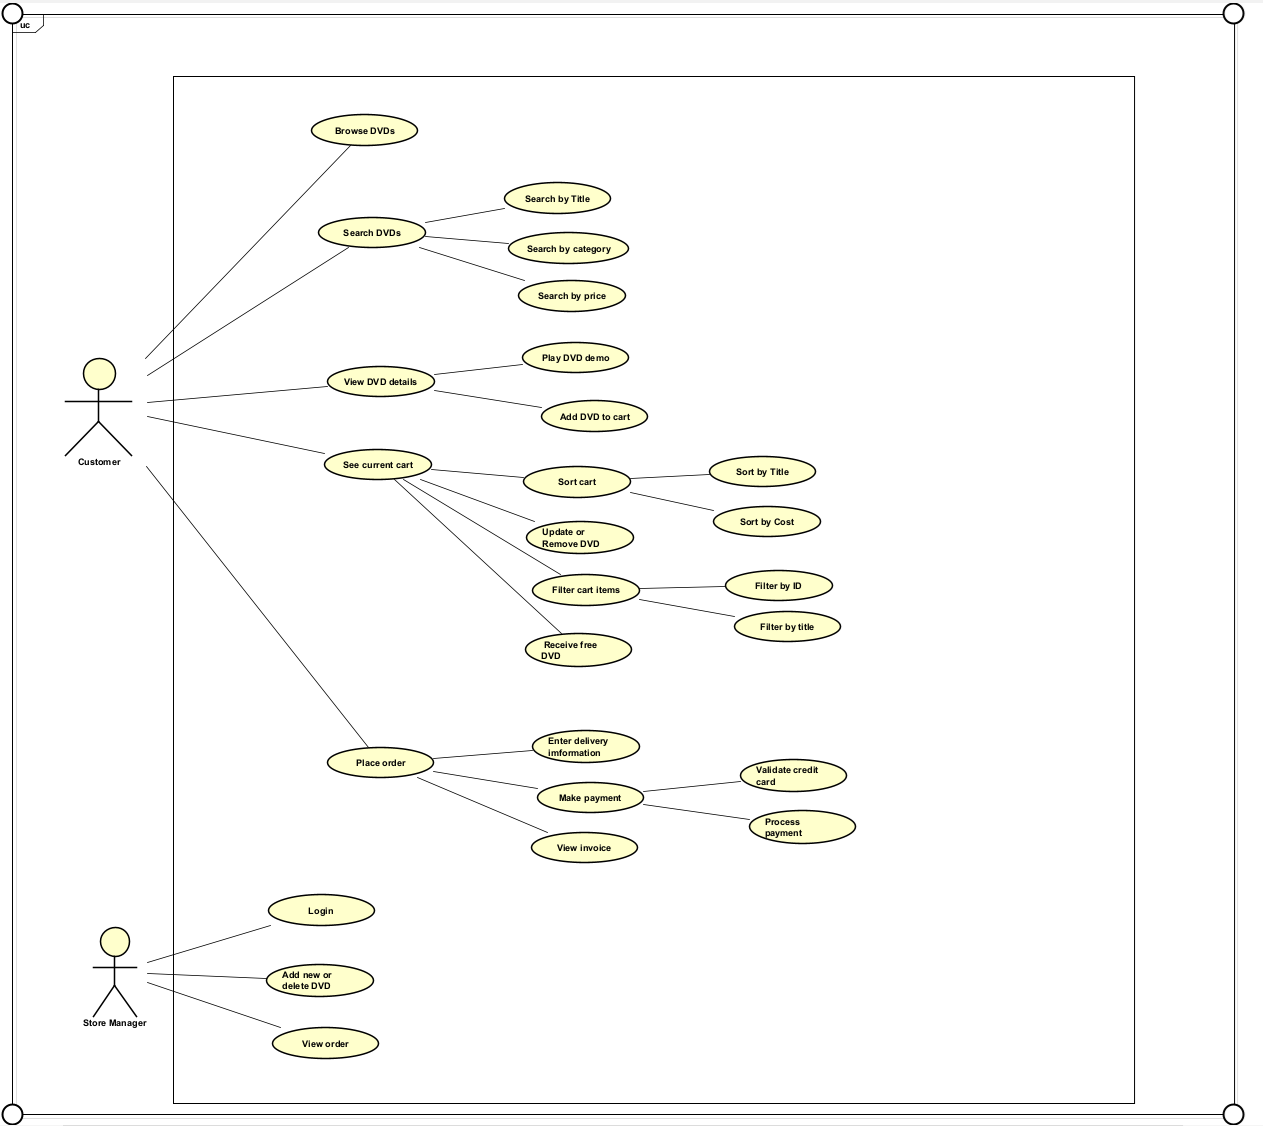 uc
Browse DVDs
Search by Title
Search DVDs
Search by category
Search by price
Play DVD demo
View DVD details
Add DVD to cart
Customer
See current cart
Sort cart
Sort by Title
Sort by Cost
Update or
Remove DVD
Filter cart items
Filter by ID
Filter by title
Receive free
DVD
Place order
Enter delivery
imformation
Make payment
Validate credit
card
Process
payment
View invoice
Login
Store Manager
Add new or
delete DVD
View order